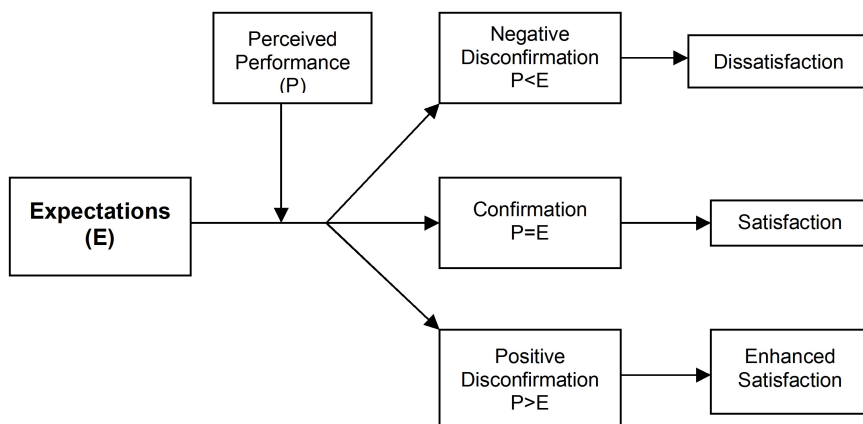 Perceived
Performance
(P)
Negative
Disconfirmation
P<E
Dissatisfaction
Expectations
(E)
Confirmation
P=E
Satisfaction
Positive
Disconfirmation
P>E
Enhanced
Satisfaction